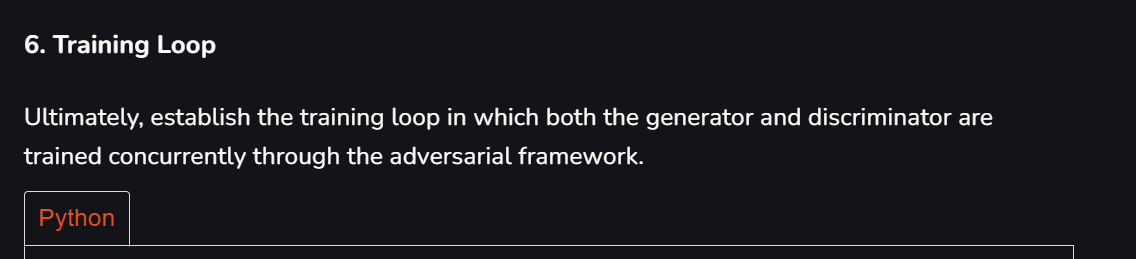 6. Training Loop
Ultimately, establish the training loop in which both the generator and discriminator are
trained concurrently through the adversarial framework.
Python